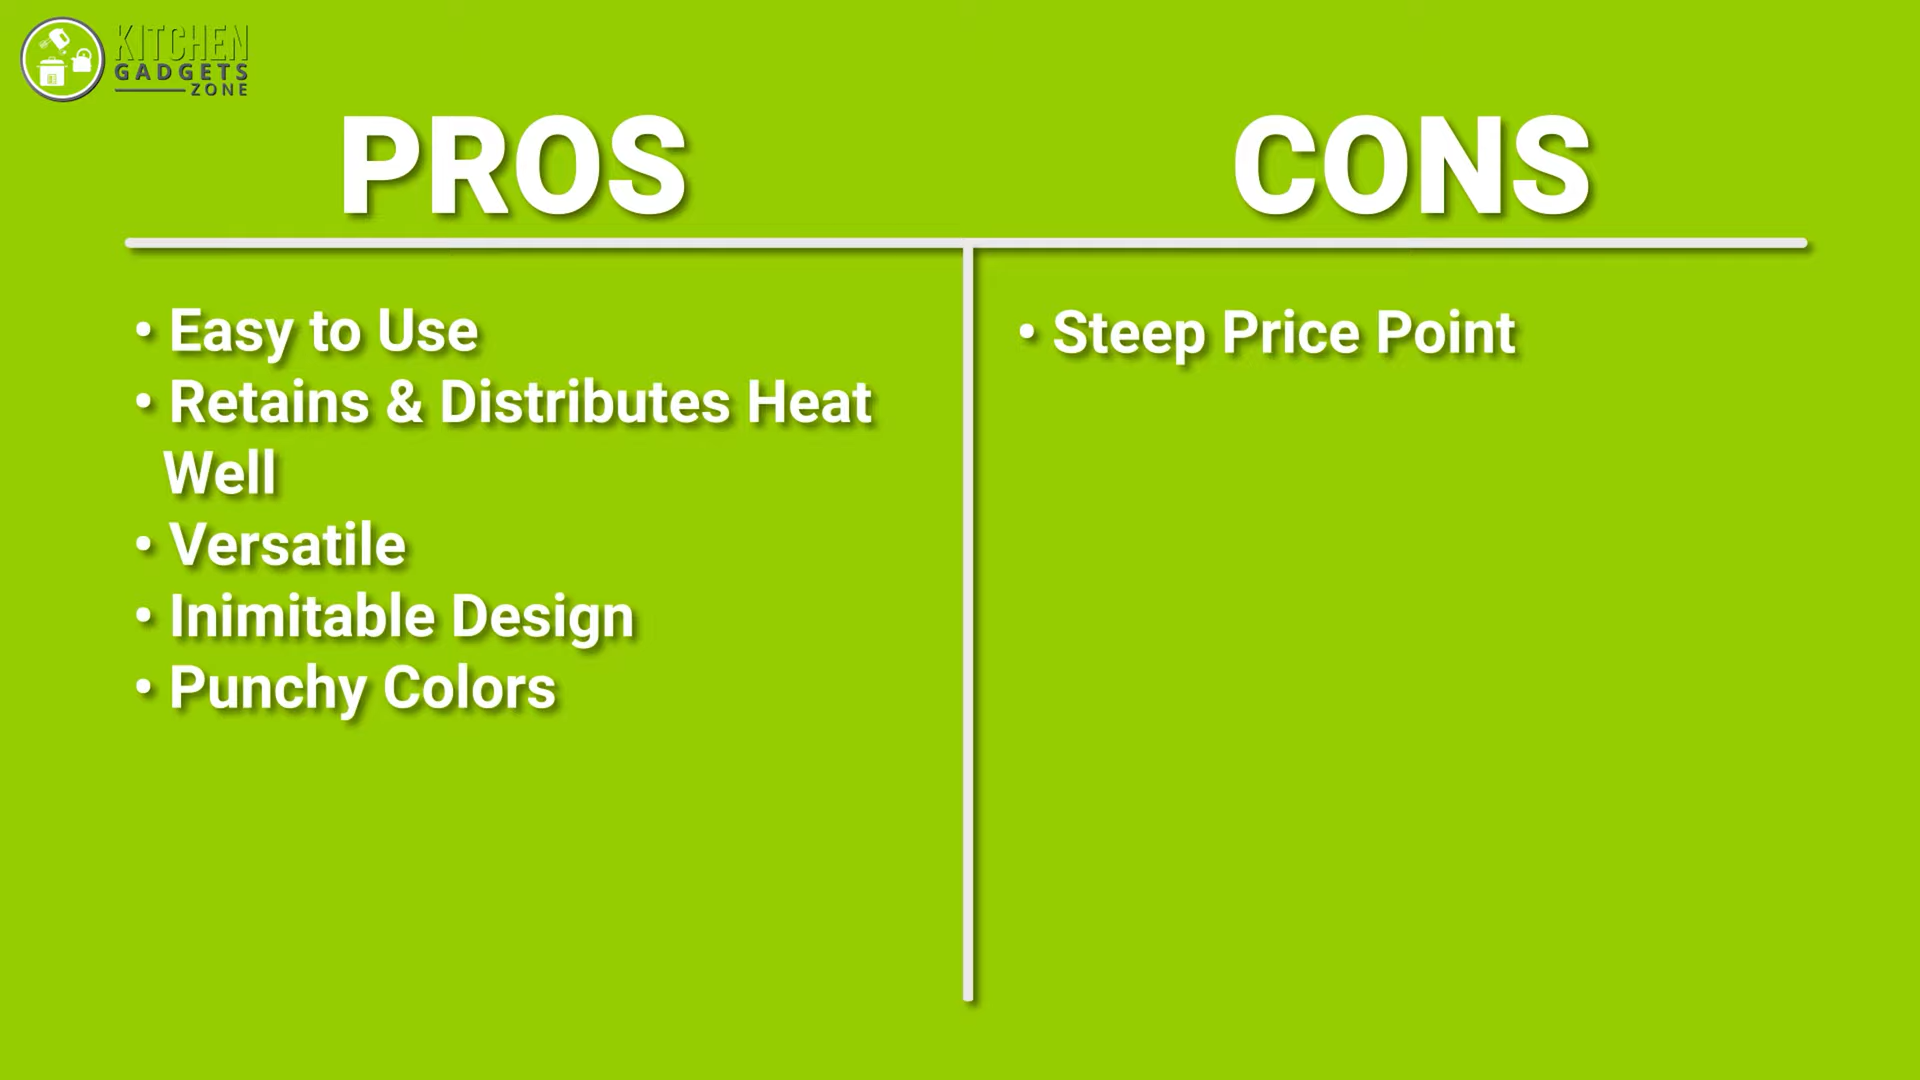 KITCHEN
GADGETS
ZONE
PROS
CONS
• Easy to Use
• Retains & Distributes Heat
Well
• Versatile
• Inimitable Design
• Punchy Colors
• Steep Price Point